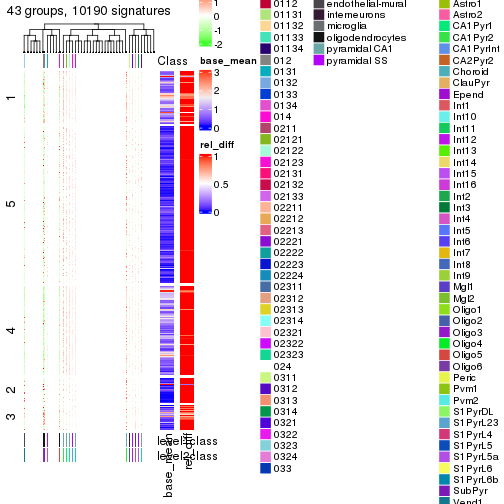 43 groups, 10190 signatures
Class
1
5
4
2
3
level1class
level2class
base_mean
rel_diff
1
0
-1
-2
base_mean
3
2
1
0
rel_diff
1
0.5
0
0112
01131
01132
01133
01134
012
0131
0132
0133
0134
014
0211
02121
02122
02123
02131
02132
02133
02211
02212
02213
02221
02222
02223
02224
02311
02312
02313
02314
02321
02322
02323
024
0311
0312
0313
0314
0321
0322
0323
0324
033
endothelial-mural
interneurons
microglia
oligodendrocytes
pyramidal CA1
pyramidal SS
Astro1
Astro2
CA1Pyr1
CA1Pyr2
CA1PyrInt
CA2Pyr2
Choroid
ClauPyr
Epend
Int1
Int10
Int11
Int12
Int13
Int14
Int15
Int16
Int2
Int3
Int4
Int5
Int6
Int7
Int8
Int9
Mgl1
Mgl2
Oligo1
Oligo2
Oligo3
Oligo4
Oligo5
Oligo6
Peric
Pvm1
Pvm2
S1PyrDL
S1PyrL23
S1PyrL4
S1PyrL5
S1PyrL5a
S1PyrL6
S1PyrL6b
SubPyr
Vend1